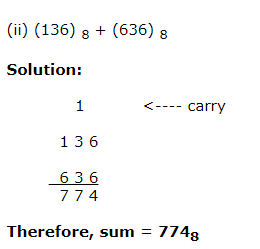 (ii) (136) 8 + (636) 8
Solution:
1 <---- carry
1 3 6
6 3 6
7 7 4
Therefore, sum = 774₈